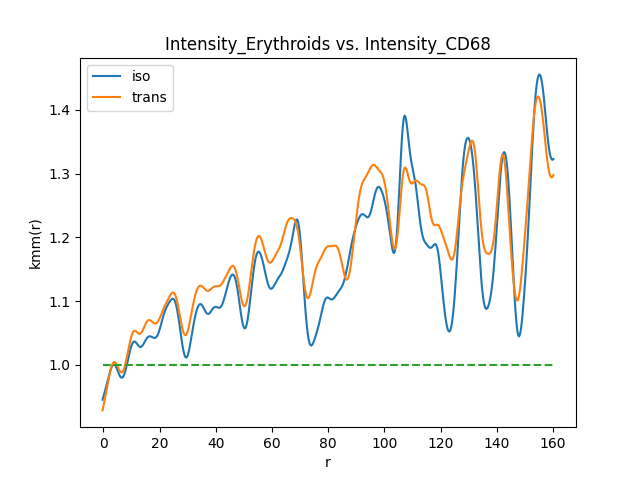 Intensity_Erythroids vs. Intensity_CD68
iso
trans
kmm(r)
1.4
1.3
1.2
1.1
1.0
0 20 40 60 80 100 120 140 160
r